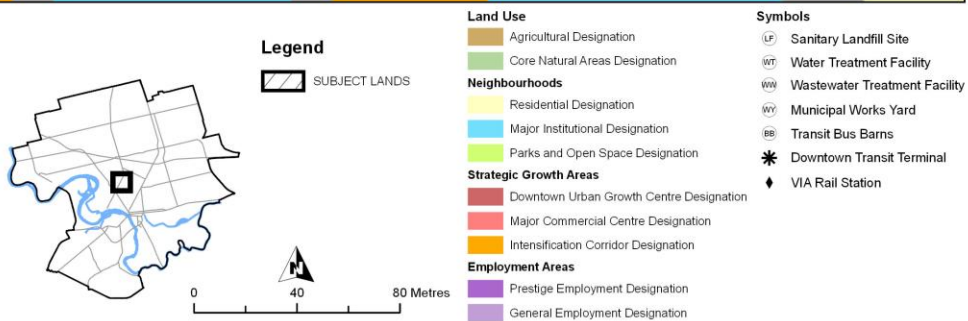 Legend
SUBJECT LANDS
N
0 40 80 Metres
Land Use
Agricultural Designation
Core Natural Areas Designation
Neighbourhoods
Residential Designation
Major Institutional Designation
Parks and Open Space Designation
Strategic Growth Areas
Downtown Urban Growth Centre Designation
Major Commercial Centre Designation
Intensification Corridor Designation
Employment Areas
Prestige Employment Designation
General Employment Designation
Symbols
LF Sanitary Landfill Site
WT Water Treatment Facility
WW Wastewater Treatment Facility
WY Municipal Works Yard
BB Transit Bus Barns
Downtown Transit Terminal
VIA Rail Station